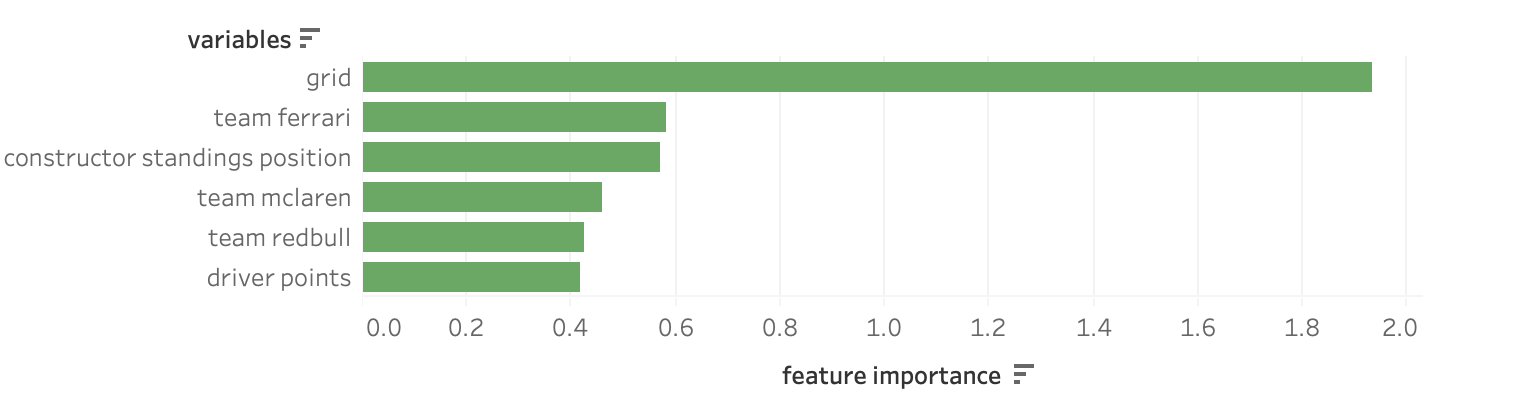 variables
grid
team ferrari
constructor standings position
team mclaren
team redbull
driver points
0.0 0.2 0.4 0.6 0.8 1.0 1.2 1.4 1.6 1.8 2.0
feature importance